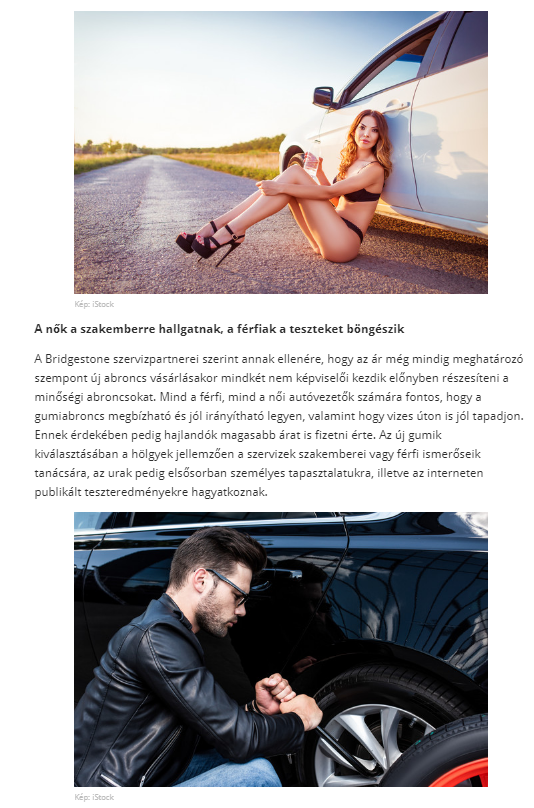 Kép: iStock
A nők a szakemberre hallgatnak, a férfiak a teszteket böngészik
A Bridgestone szervizpartnerei szerint annak ellenére, hogy az ár még mindig meghatározó
szempont új abroncs vásárlásakor mindkét nem képviselői kezdik előnyben részesíteni a
minőségi abroncsokat. Mind a férfi, mind a női autóvezetők számára fontos, hogy a
gumiabroncs megbízható és jól irányítható legyen, valamint hogy vizes úton is jól tapadjon.
Ennek érdekében pedig hajlandók magasabb árat is fizetni érte. Az új gumik
kiválasztásában a hölgyek jellemzően a szervizek szakemberei vagy férfi ismerőseik
tanácsára, az urak pedig elsősorban személyes tapasztalatukra, illetve az interneten
publikált teszteredményekre hagyatkoznak.
Kép: iStock